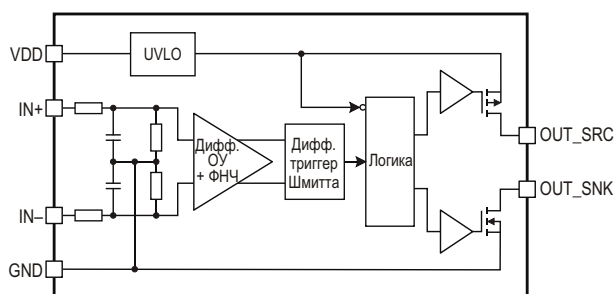 VDD
UVLO
IN+
Дифф.
ОУ
+ ФНЧ
Дифф.
триггер
Шмитта
Логика
OUT_SRC
OUT_SNK
IN–
GND